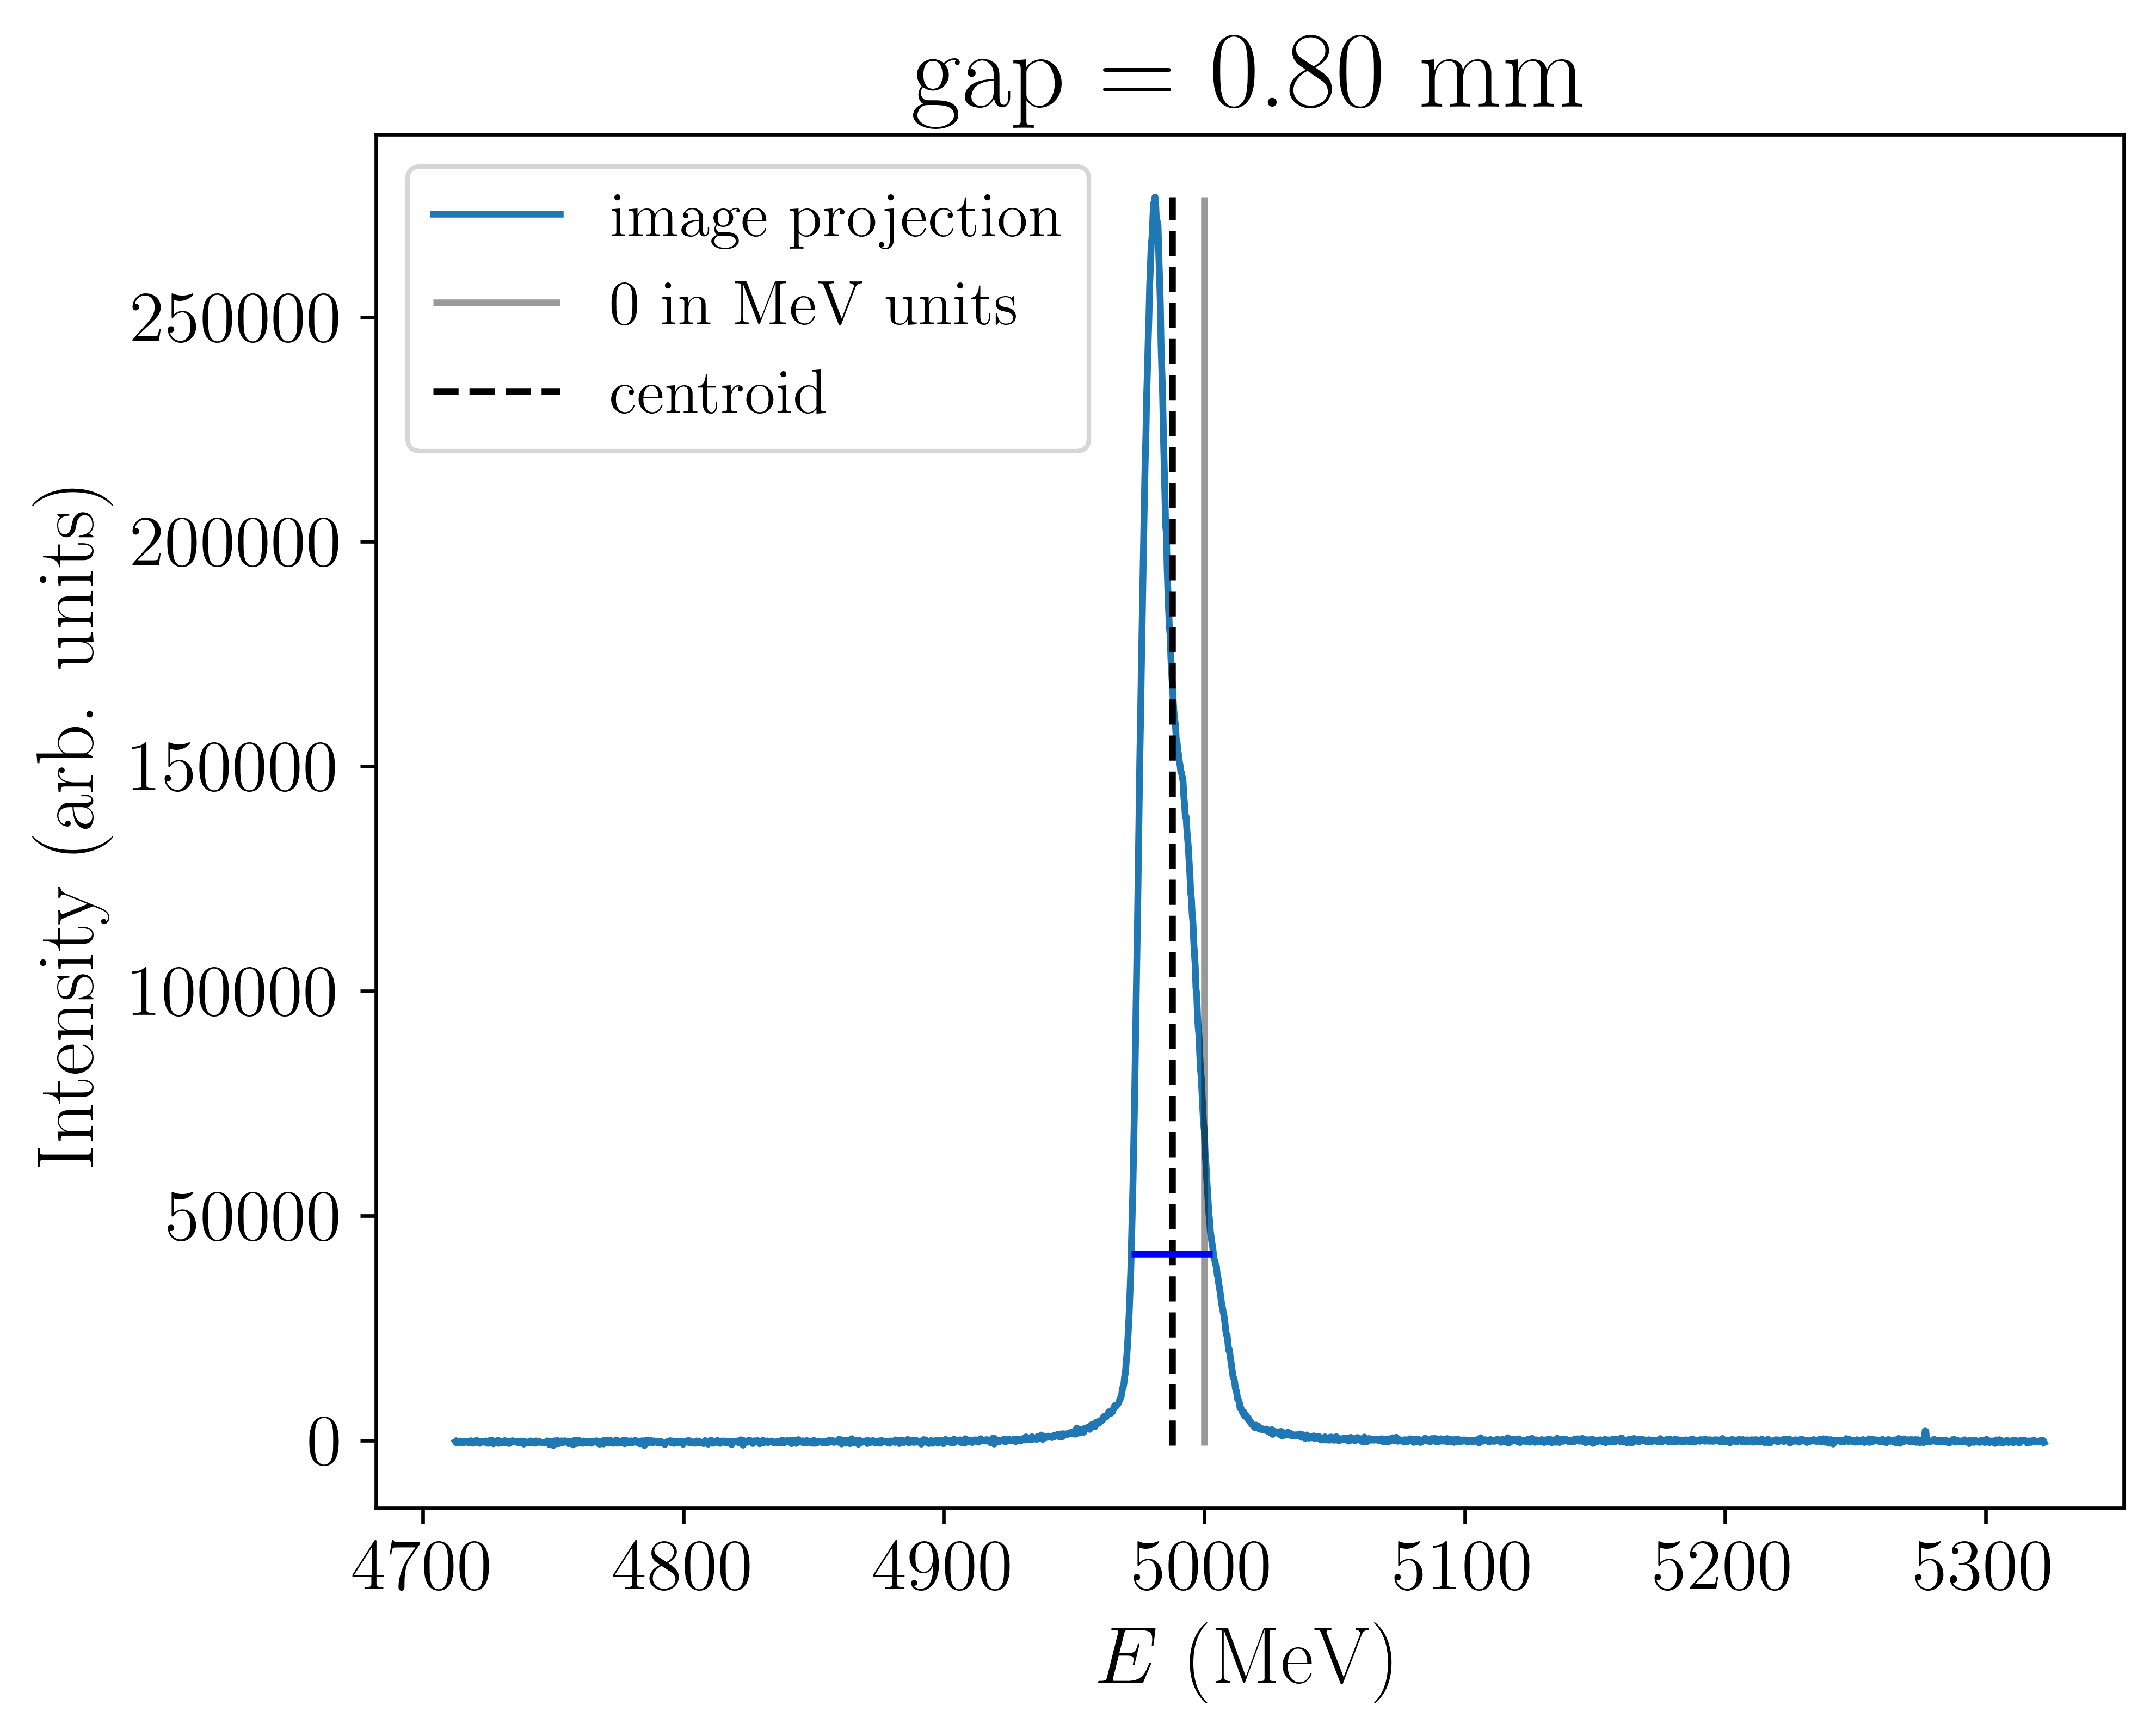 gap = 0.80 mm
image projection
0 in MeV units
centroid
Intensity (arb. units)
250000
200000
150000
100000
50000
0
4700 4800 4900 5000 5100 5200 5300
E (MeV)